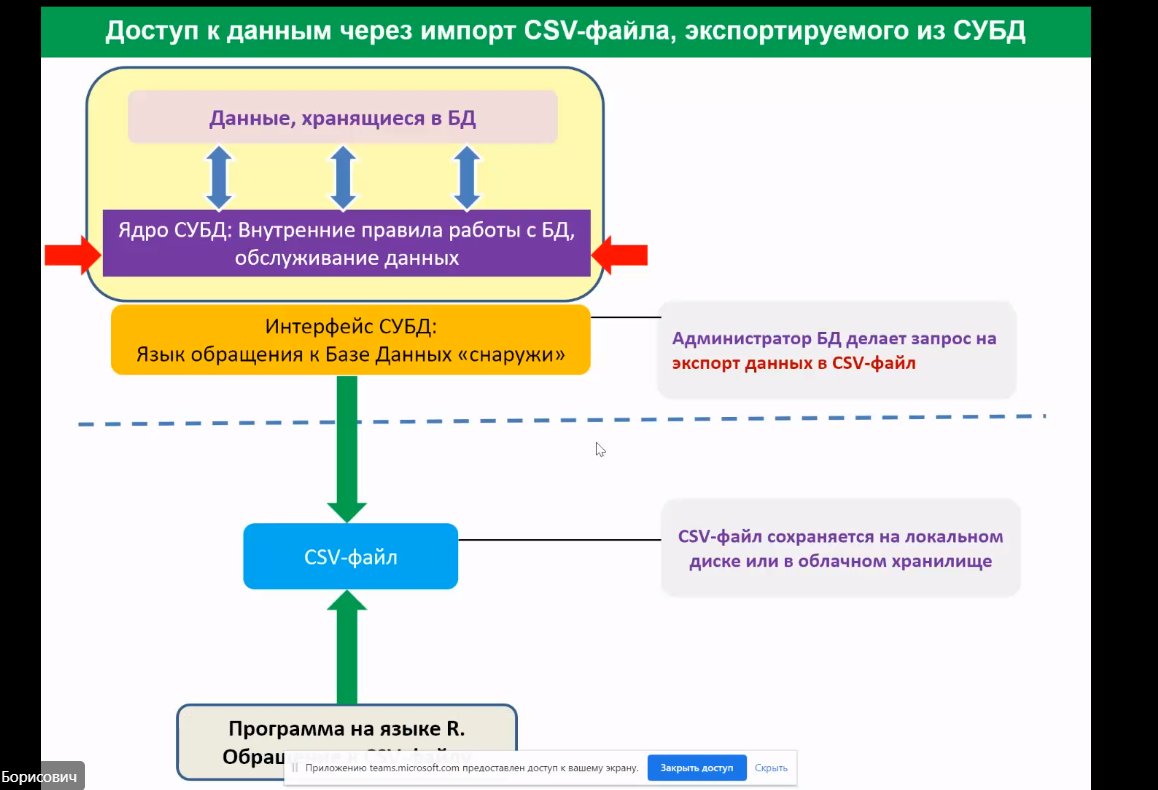 Доступ к данным через импорт CSV-файла, экспортируемого из СУБД
Данные, хранящиеся в БД
Ядро СУБД: Внутренние правила работы с БД,
обслуживание данных
Интерфейс СУБД:
Язык обращения к Базе Данных «снаружи»
Администратор БД делает запрос на
экспорт данных в CSV-файл
CSV-файл
CSV-файл сохраняется на локальном
диске или в облачном хранилище
Программа на языке R.
Обращение к CSV-файлу
Приложению teams.microsoft.com предоставлен доступ к вашему экрану.
Закрыть доступ
Скрыть
Борисович